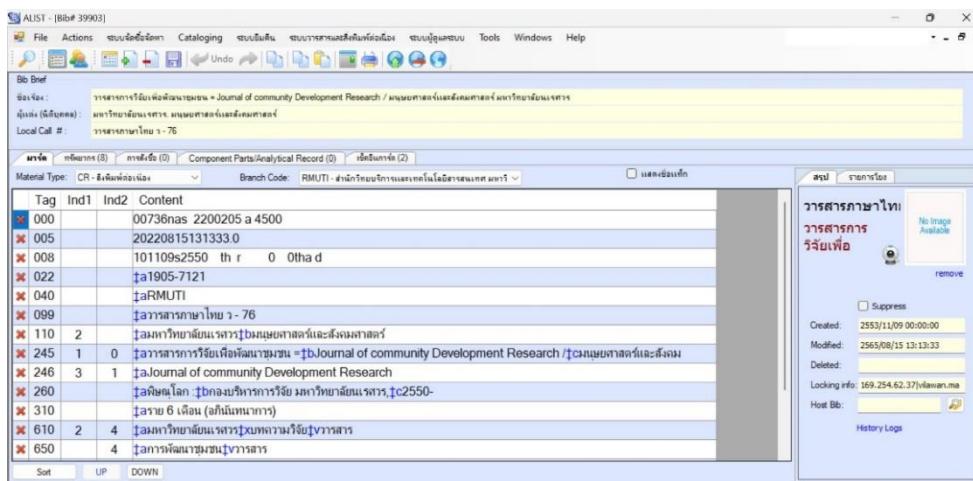 ALIST - [Bib# 39903]
File Actions ระบบจัดซื้อจัดหา Cataloging ระบบยืมคืน ระบบวารสารและสิ่งพิมพ์ต่อเนื่อง ระบบผู้ดูแลระบบ Tools Windows Help
Undo
Bib Brief
ชื่อเรื่อง : วารสารการวิจัยเพื่อพัฒนาชุมชน = Journal of community Development Research / มนุษยศาสตร์และสังคมศาสตร์ มหาวิทยาลัยนเรศวร
ผู้แต่ง (นิติบุคคล) : มหาวิทยาลัยนเรศวร. มนุษยศาสตร์และสังคมศาสตร์
Local Call # : วารสารภาษาไทย ว - 76
มาร์ค ทรัพยากร (8) การสั่งซื้อ (0) Component Parts/Analytical Record (0) เช็คอินการ์ด (2)
Material Type: CR - สิ่งพิมพ์ต่อเนื่อง Branch Code: RMUTI - สำนักวิทยบริการและเทคโนโลยีสารสนเทศ มหาวิ แสดงชื่อแท็ก
Tag Ind1 Ind2 Content
000 00736nas 2200205 a 4500
005 20220815131333.0
008 101109s2550 th r 0 0tha d
022 ‡a1905-7121
040 ‡aRMUTI
099 ‡aวารสารภาษาไทย ว - 76
110 2 ‡aมหาวิทยาลัยนเรศวร‡bมนุษยศาสตร์และสังคมศาสตร์
245 1 0 ‡aวารสารการวิจัยเพื่อพัฒนาชุมชน =‡bJournal of community Development Research /‡cมนุษยศาสตร์และสังคม
246 3 1 ‡aJournal of community Development Research
260 ‡aพิษณุโลก :‡bกองบริหารการวิจัย มหาวิทยาลัยนเรศวร,‡c2550-
310 ‡aราย 6 เดือน (อภินันทนาการ)
610 2 4 ‡aมหาวิทยาลัยนเรศวร‡xบทความวิจัย‡vวารสาร
650 4 ‡aการพัฒนาชุมชน‡vวารสาร
Sort UP DOWN
สรุป รายการโยง
วารสารภาษาไท
วารสารการ
วิจัยเพื่อ
No Image
Available
remove
Suppress
Created: 2553/11/09 00:00:00
Modified: 2565/08/15 13:13:33
Deleted:
Locking info: 169.254.62.37|vilawan.ma
Host Bib:
History Logs